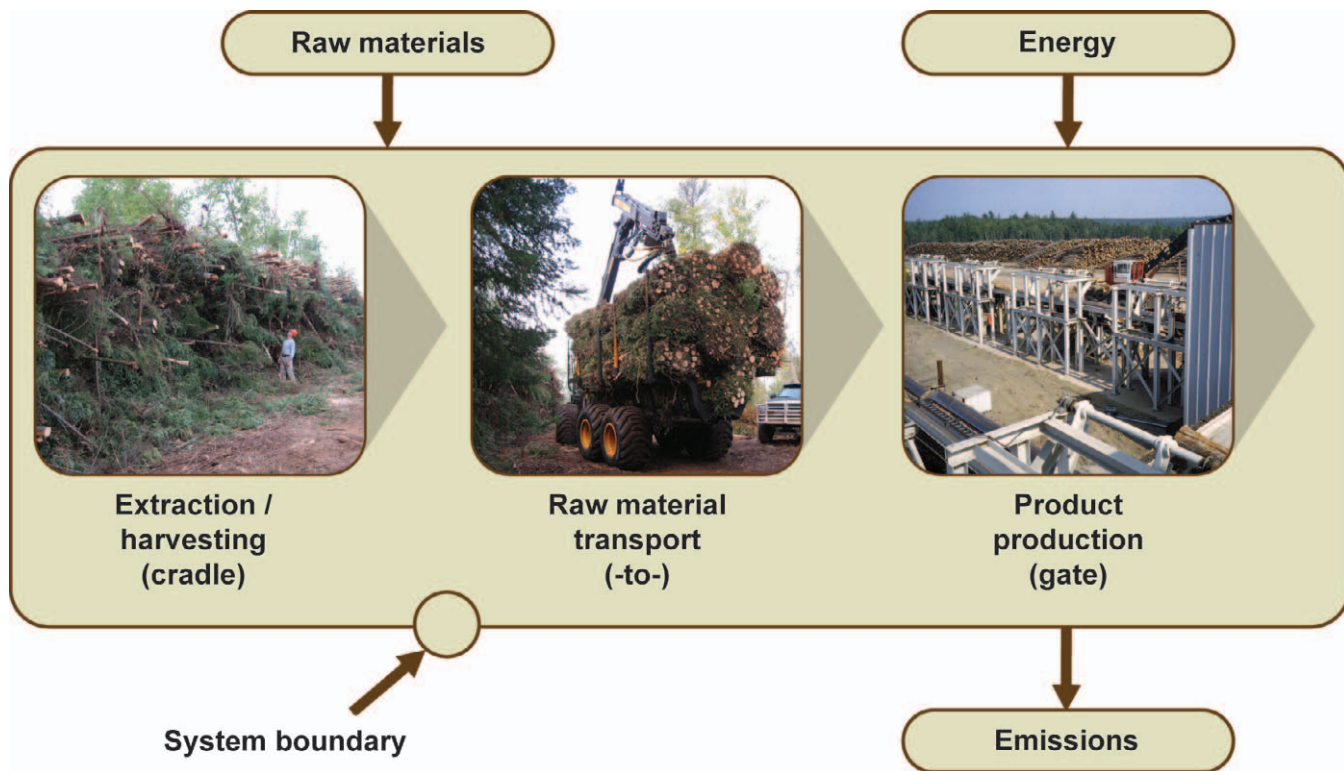 Raw materials
Energy
Extraction /
harvesting
(cradle)
Raw material
transport
(-to-)
Product
production
(gate)
System boundary
Emissions